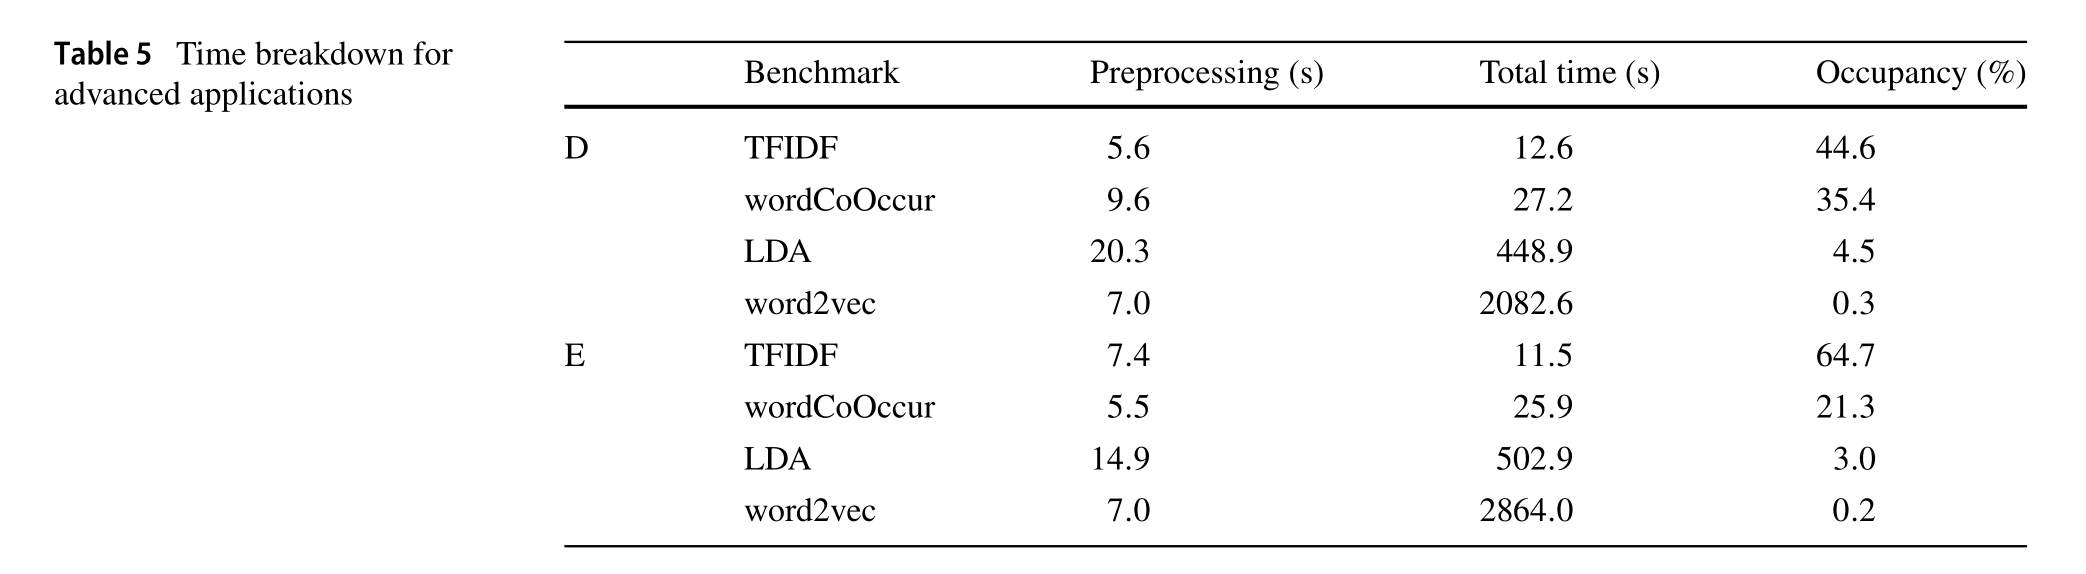 Table 5 Time breakdown for
advanced applications
Benchmark Preprocessing (s) Total time (s) Occupancy (%)
D TFIDF 5.6 12.6 44.6
wordCoOccur 9.6 27.2 35.4
LDA 20.3 448.9 4.5
word2vec 7.0 2082.6 0.3
E TFIDF 7.4 11.5 64.7
wordCoOccur 5.5 25.9 21.3
LDA 14.9 502.9 3.0
word2vec 7.0 2864.0 0.2